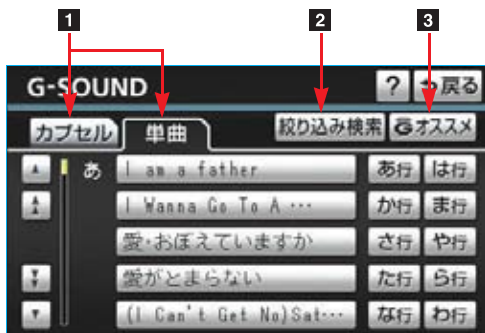 1 2 3
G-SOUND ? 戻る
カプセル 単曲 絞り込み検索 Gオススメ
あ I am a father あ行 は行
I Wanna Go To A ・・・ か行 ま行
愛・おぼえていますか さ行 や行
愛がとまらない た行 ら行
(I Can't Get No)Sat・・・ な行 わ行